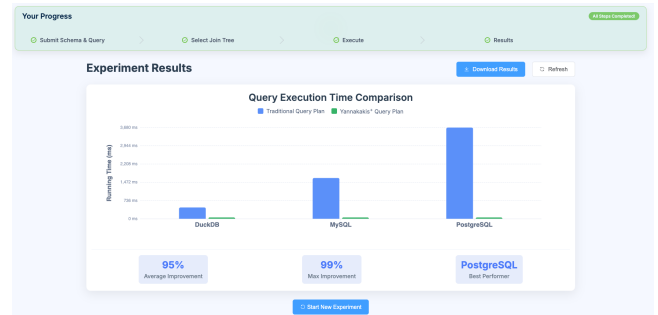 Your Progress
All Steps Completed
Submit Schema & Query
Select Join Tree
Execute
Results
Experiment Results
Download Results
Refresh
Query Execution Time Comparison
Traditional Query Plan
Yannakakis⁺ Query Plan
Running Time (ms)
3,680 ms
2,944 ms
2,208 ms
1,472 ms
736 ms
0 ms
DuckDB
MySQL
PostgreSQL
95%
Average Improvement
99%
Max Improvement
PostgreSQL
Best Performer
Start New Experiment